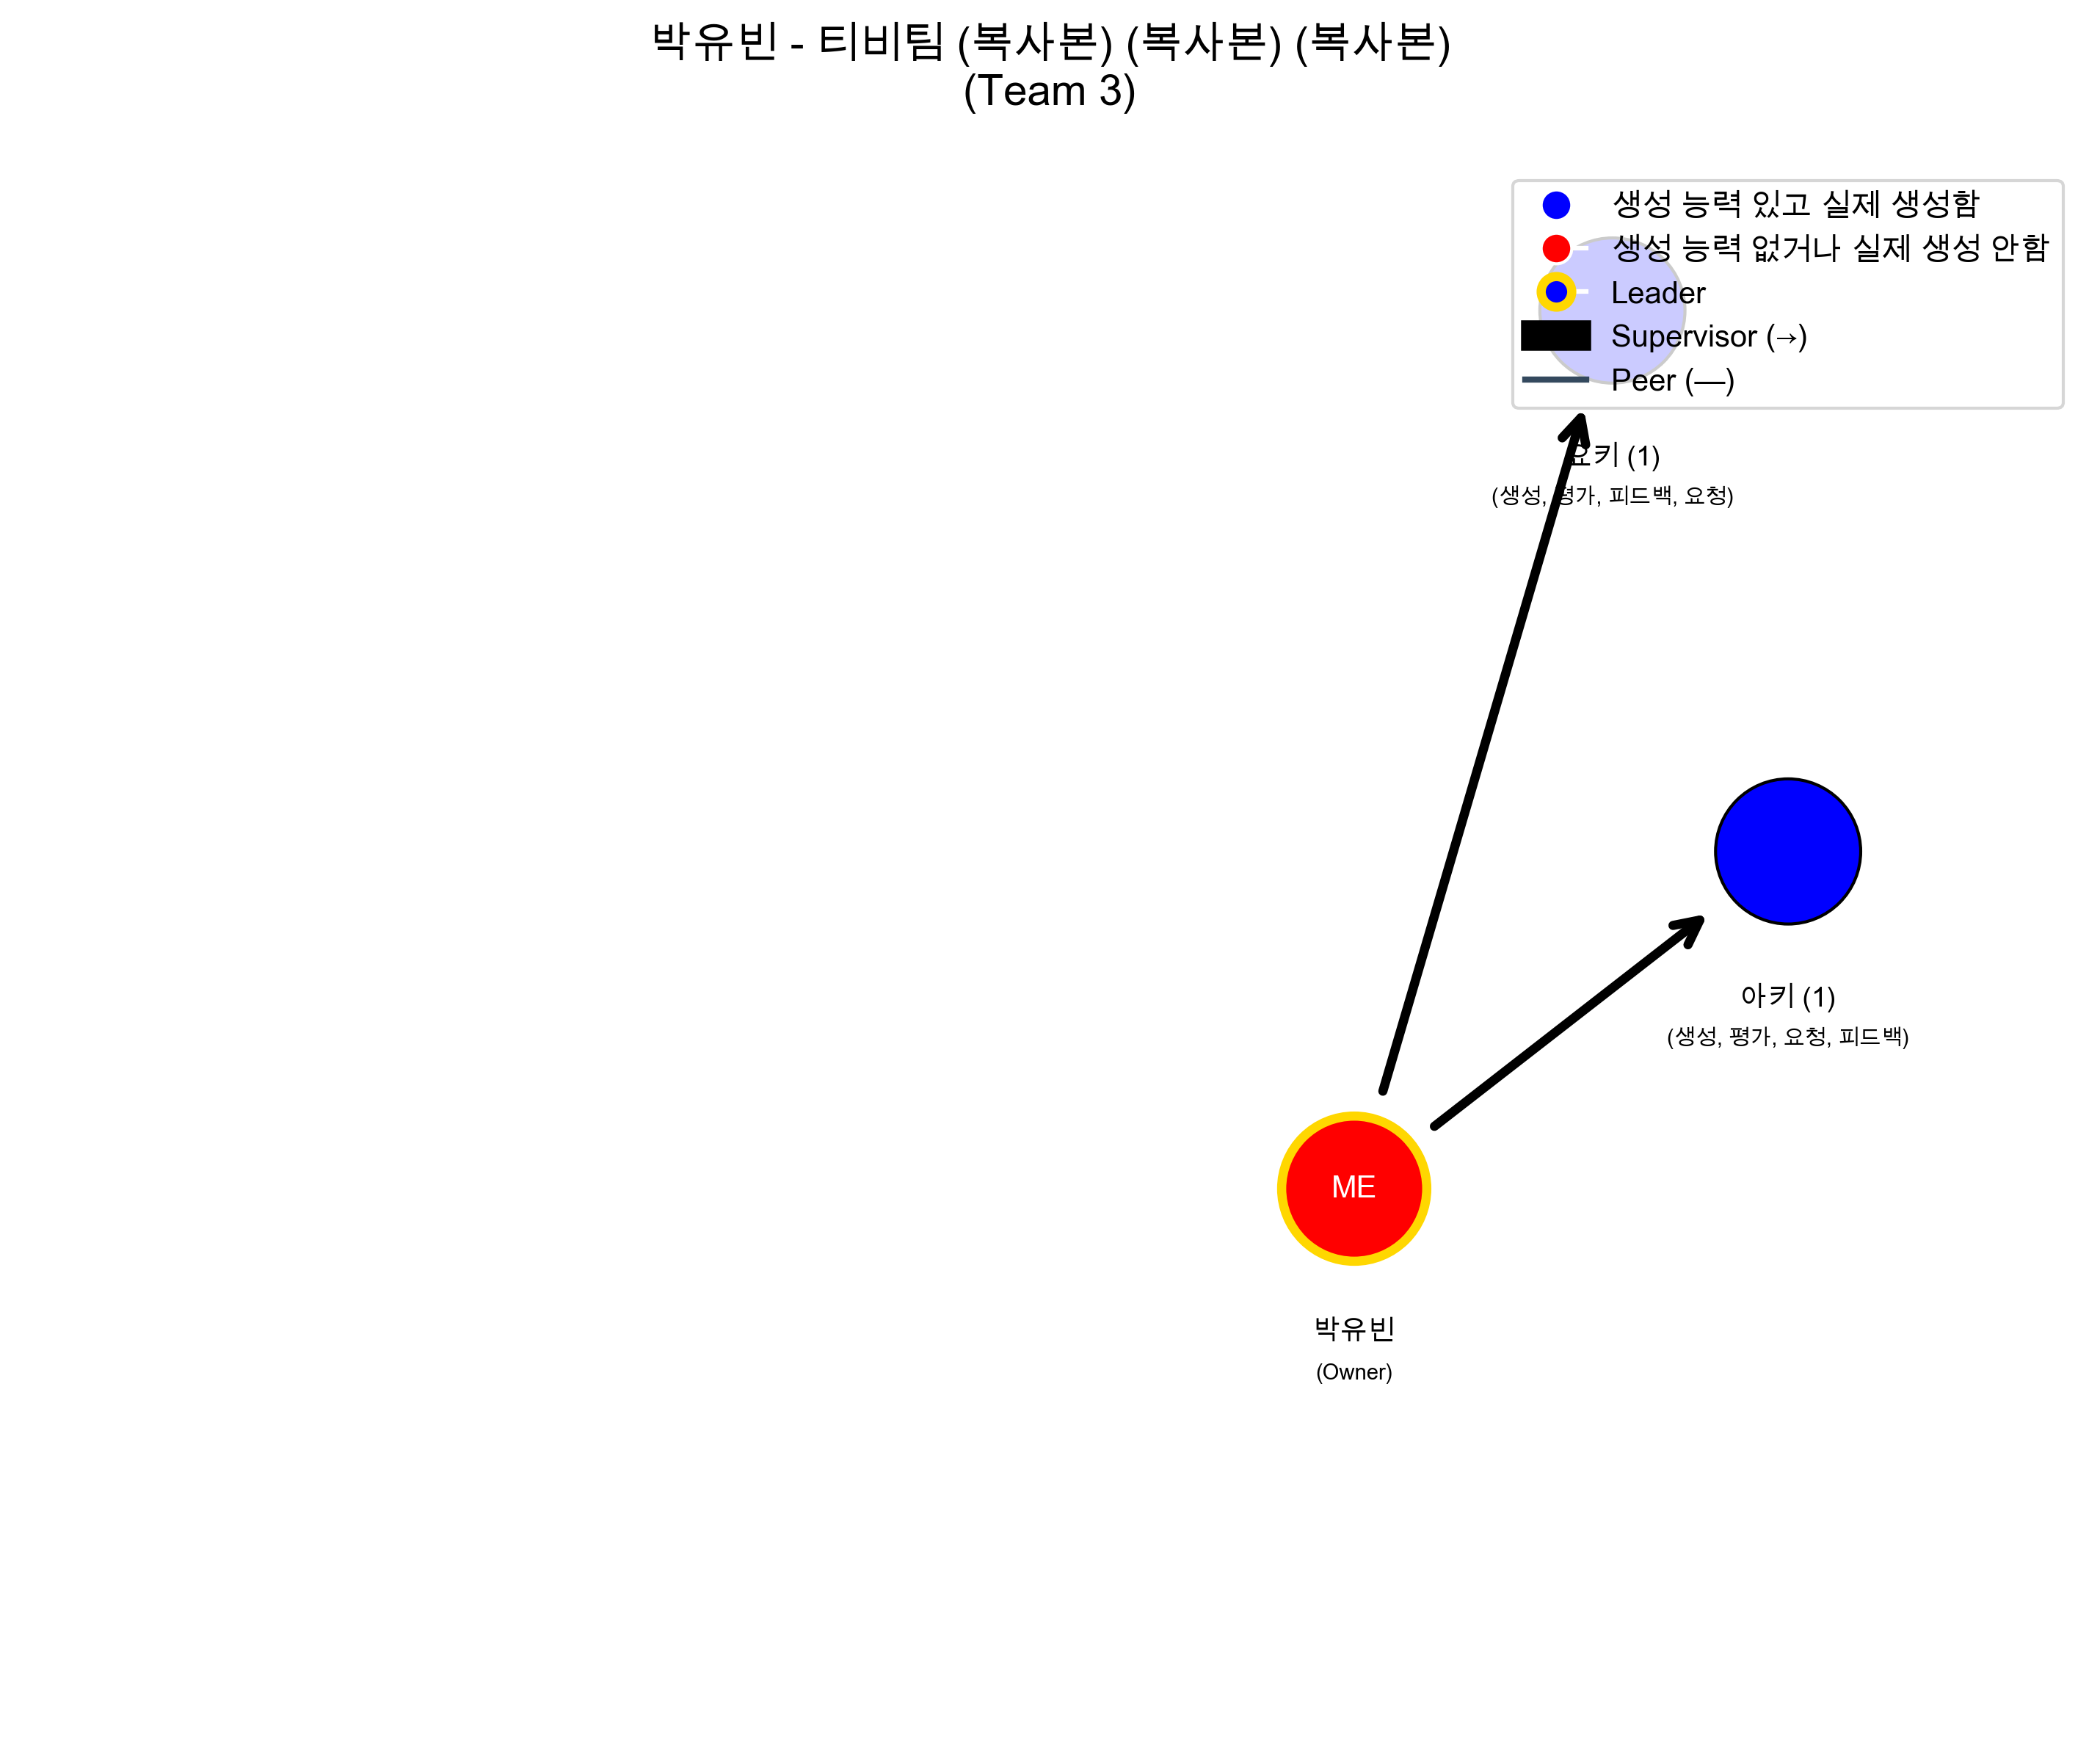 박유빈 - 티비팀 (복사본) (복사본) (복사본)
(Team 3)
생성 능력 있고 실제 생성함
생성 능력 없거나 실제 생성 안함
Leader
Supervisor (→)
Peer (—)
요키 (1)
(생성, 평가, 피드백, 요청)
아키 (1)
(생성, 평가, 요청, 피드백)
ME
박유빈
(Owner)